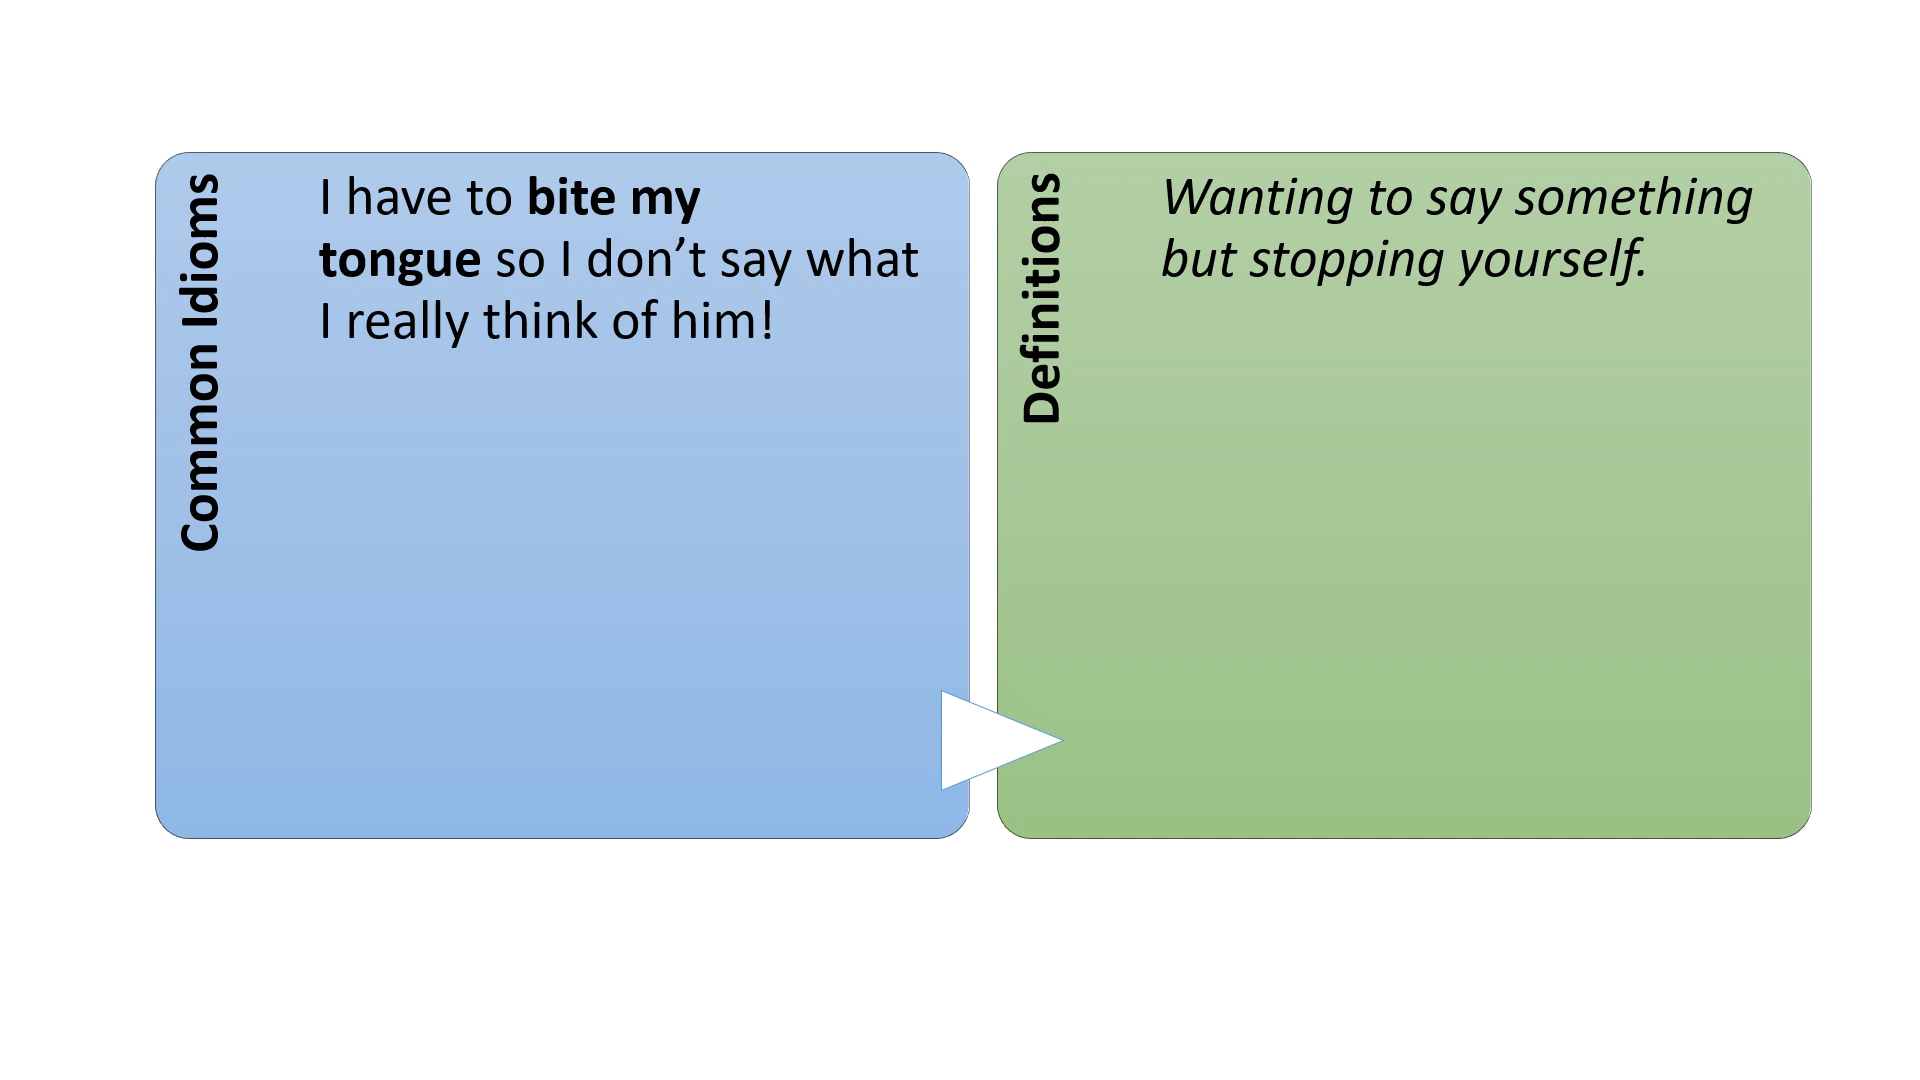 Common Idioms
I have to bite my
tongue so I don’t say what
I really think of him!
Definitions
Wanting to say something
but stopping yourself.